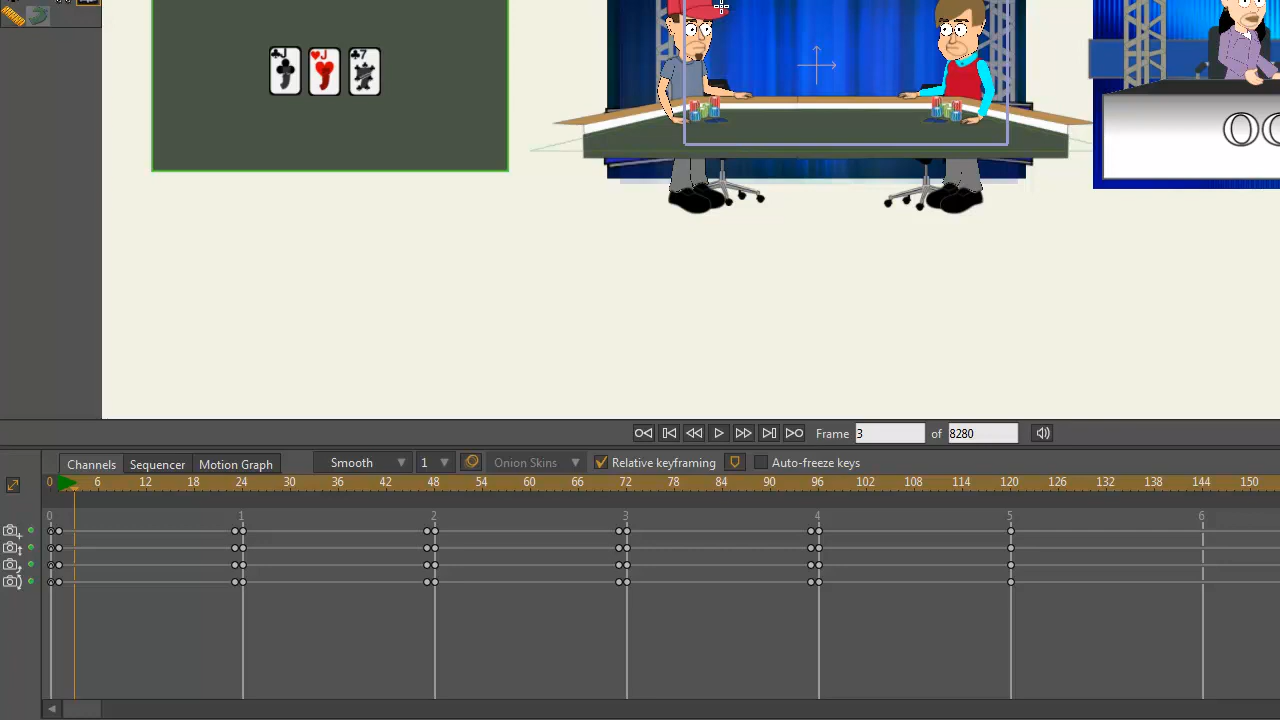 J J 7
OC
Frame 3 of 8280
Channels Sequencer Motion Graph Smooth 1 Onion Skins Relative keyframing Auto-freeze keys
0 6 12 18 24 30 36 42 48 54 60 66 72 78 84 90 96 102 108 114 120 126 132 138 144 150
0 1 2 3 4 5 6